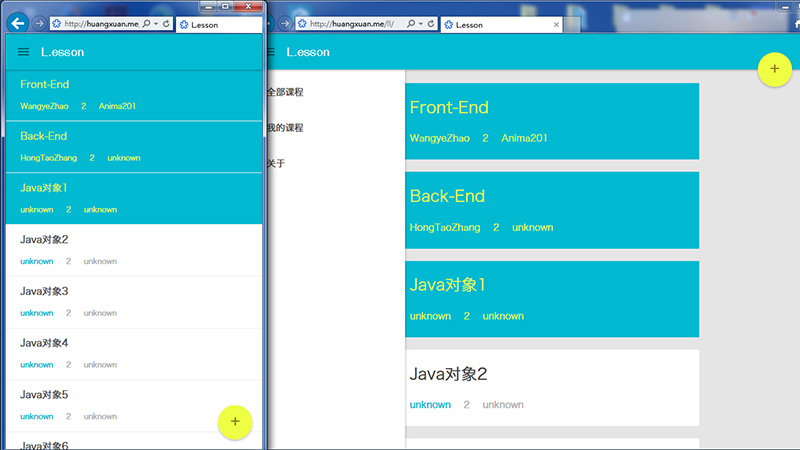 http://huangxuan.me
Lesson
L.esson
Front-End
WangyeZhao 2 Anima201
Back-End
HongTaoZhang 2 unknown
Java对象1
unknown 2 unknown
Java对象2
unknown 2 unknown
Java对象3
unknown 2 unknown
Java对象4
unknown 2 unknown
Java对象5
unknown 2 unknown
Java对象6
http://huangxuan.me/ll/
Lesson
L.esson
全部课程
我的课程
关于
Front-End
WangyeZhao 2 Anima201
Back-End
HongTaoZhang 2 unknown
Java对象1
unknown 2 unknown
Java对象2
unknown 2 unknown